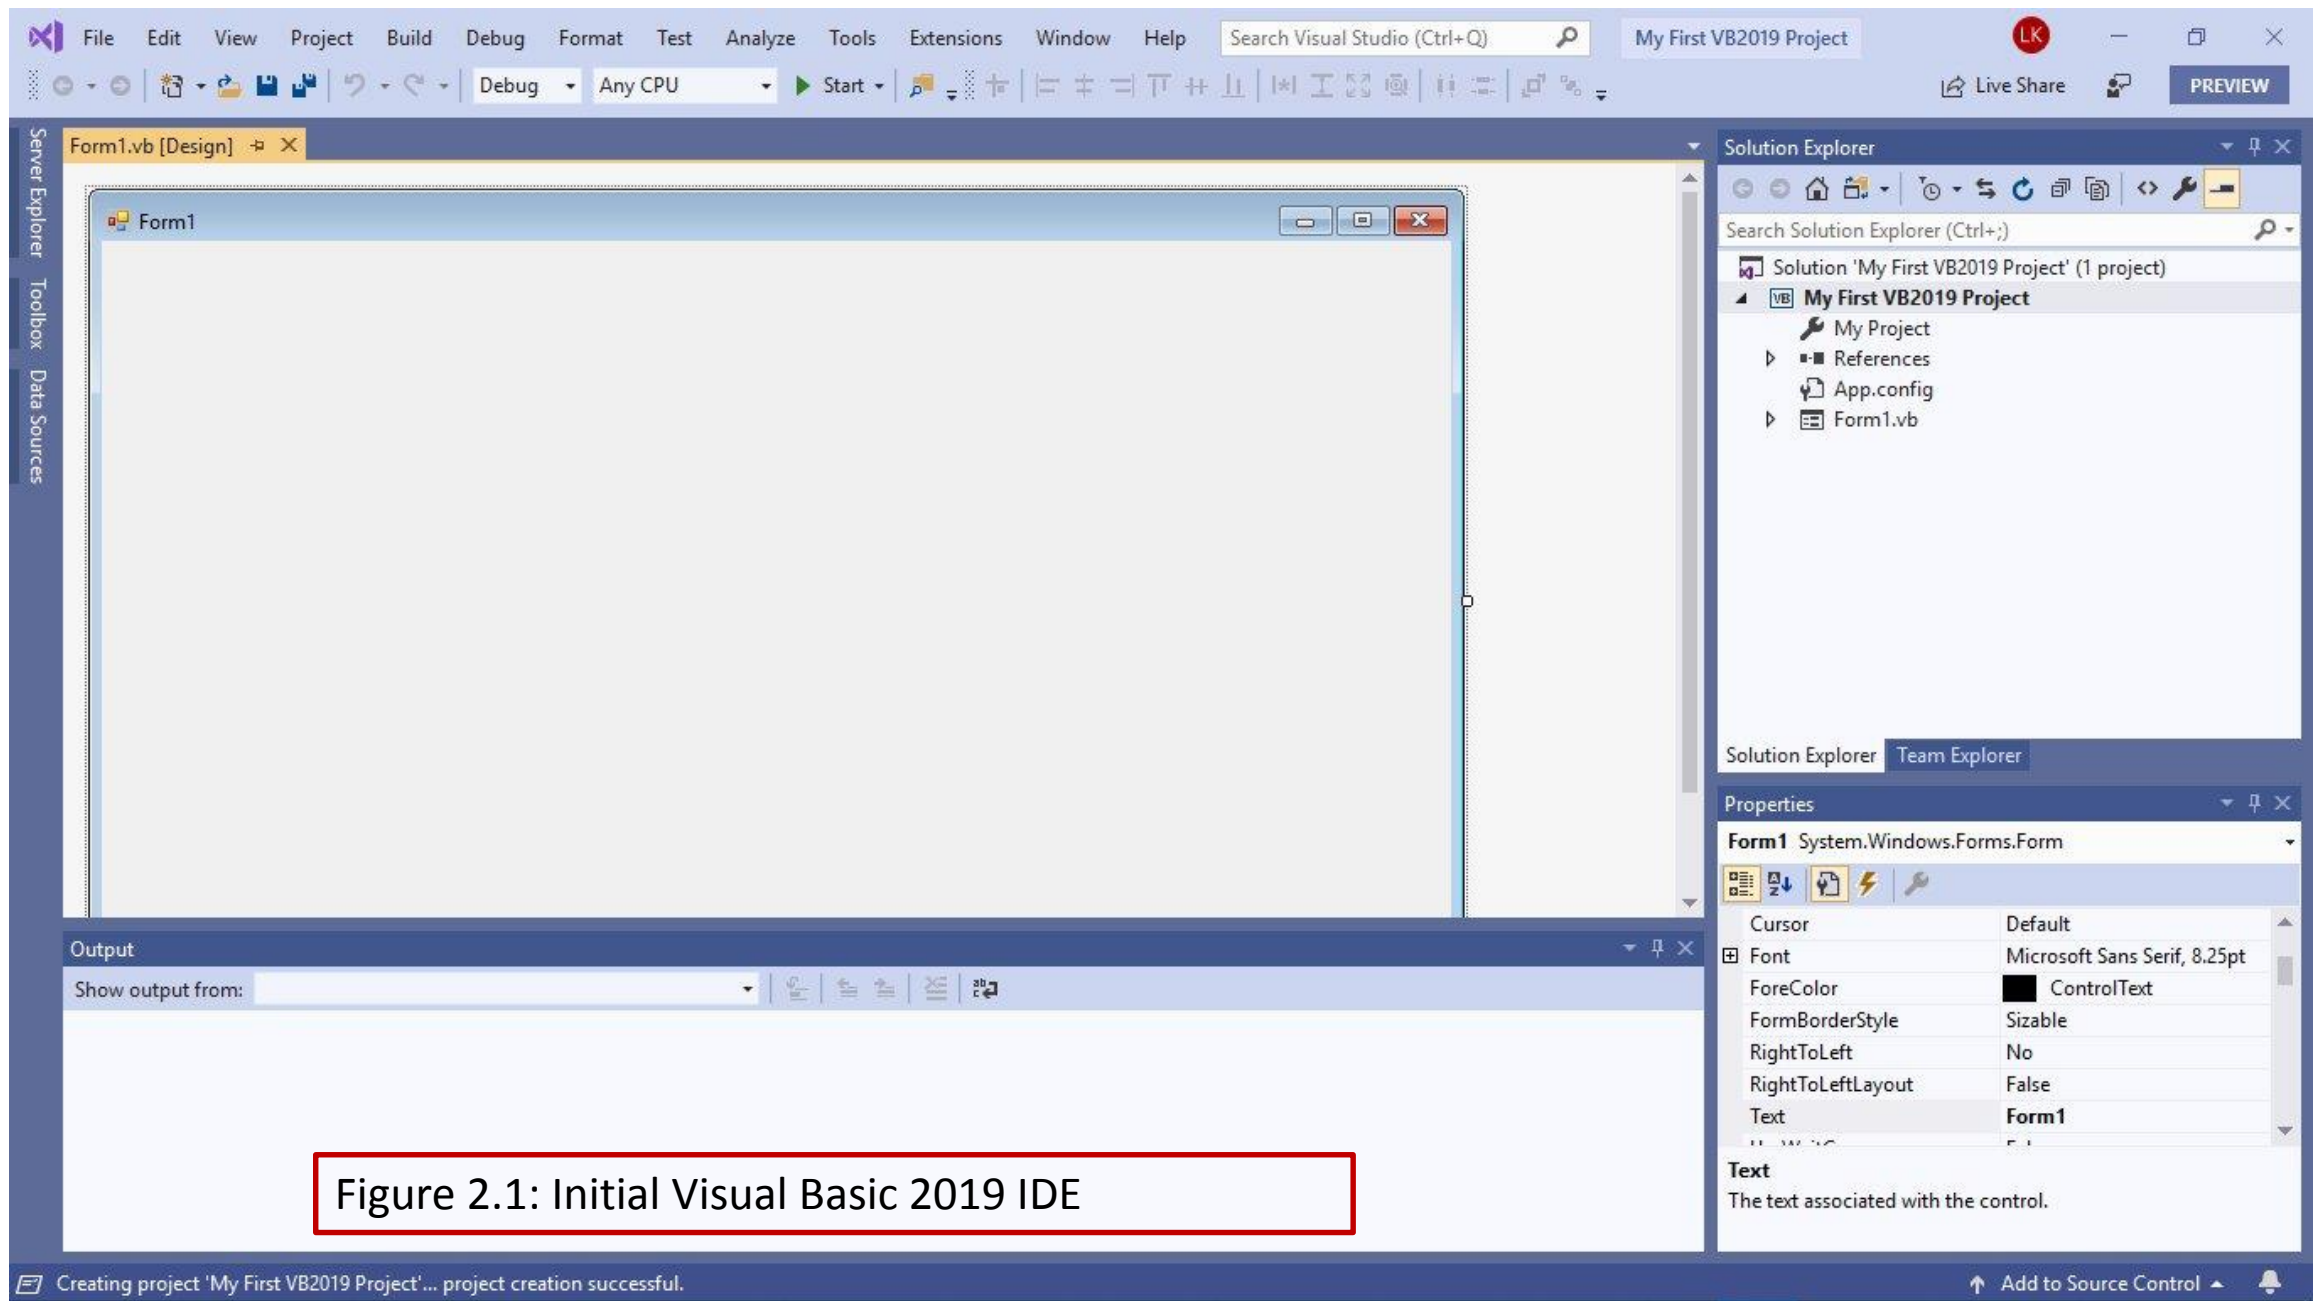 File Edit View Project Build Debug Format Test Analyze Tools Extensions Window Help Search Visual Studio (Ctrl+Q) My First VB2019 Project LK
Debug Any CPU Start Live Share PREVIEW
Server Explorer
Toolbox
Data Sources
Form1.vb [Design]
Form1
Solution Explorer
Search Solution Explorer (Ctrl+;)
Solution 'My First VB2019 Project' (1 project)
VB My First VB2019 Project
My Project
References
App.config
Form1.vb
Solution Explorer Team Explorer
Properties
Form1 System.Windows.Forms.Form
Cursor Default
Font Microsoft Sans Serif, 8.25pt
ForeColor ControlText
FormBorderStyle Sizable
RightToLeft No
RightToLeftLayout False
Text Form1
Text
The text associated with the control.
Output
Show output from:
Figure 2.1: Initial Visual Basic 2019 IDE
Creating project 'My First VB2019 Project'... project creation successful.
Add to Source Control